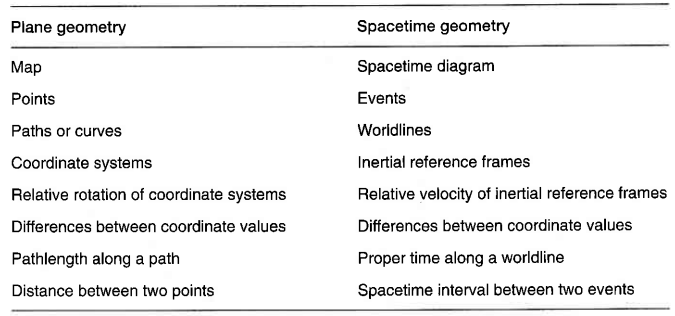 Plane geometry Spacetime geometry
Map Spacetime diagram
Points Events
Paths or curves Worldlines
Coordinate systems Inertial reference frames
Relative rotation of coordinate systems Relative velocity of inertial reference frames
Differences between coordinate values Differences between coordinate values
Pathlength along a path Proper time along a worldline
Distance between two points Spacetime interval between two events